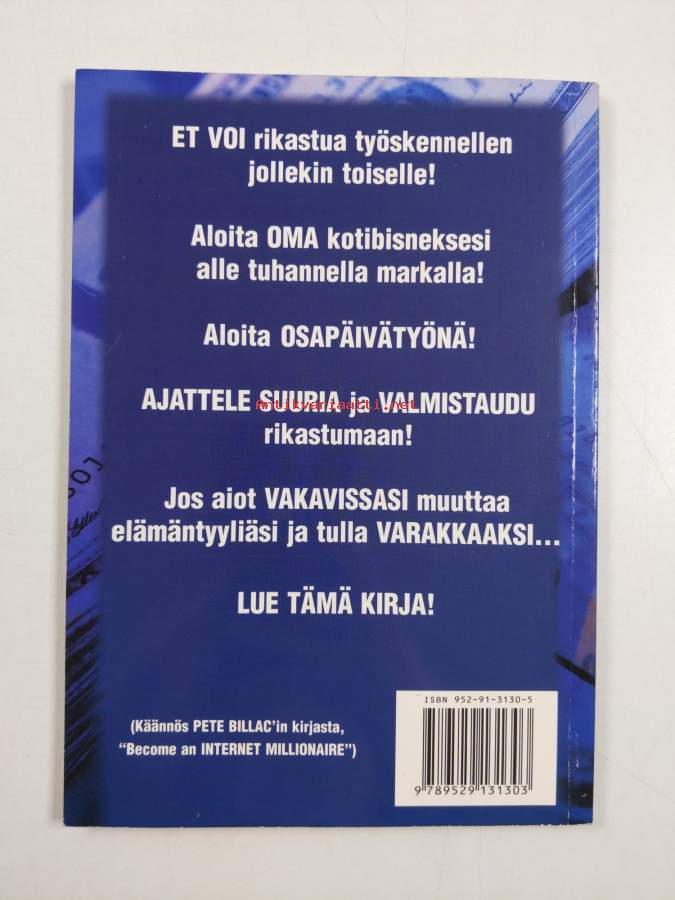 ET VOI rikastua työskennellen
jollekin toiselle!
Aloita OMA kotibisneksesi
alle tuhannella markalla!
Aloita OSAPÄIVÄTYÖNÄ!
AJATTELE SUURIA ja VALMISTAUDU
antikvariaatti.net
rikastumaan!
Jos aiot VAKAVISSASI muuttaa
elämäntyyliäsi ja tulla VARAKKAAKSI...
LUE TÄMÄ KIRJA!
(Käännös PETE BILLAC'in kirjasta,
“Become an INTERNET MILLIONAIRE”)
ISBN 952-91-3130-5
9 789529 131303